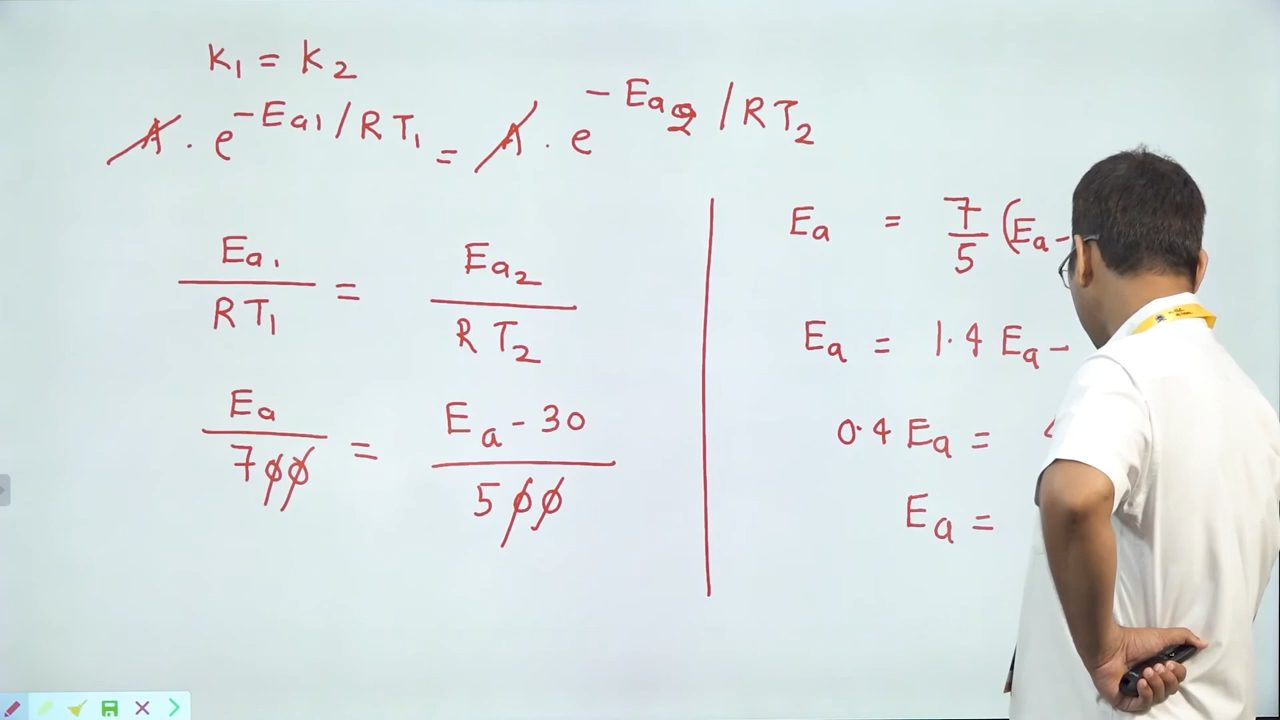 K₁ = K₂
A · e^-Ea₁/RT₁ = A · e^-Ea₂/RT₂
Ea₁/RT₁ = Ea₂/RT₂
Ea/700 = Ea-30/500
Ea = 7/5 (Ea-
Ea = 1.4 Ea-
0.4 Ea =
Ea =